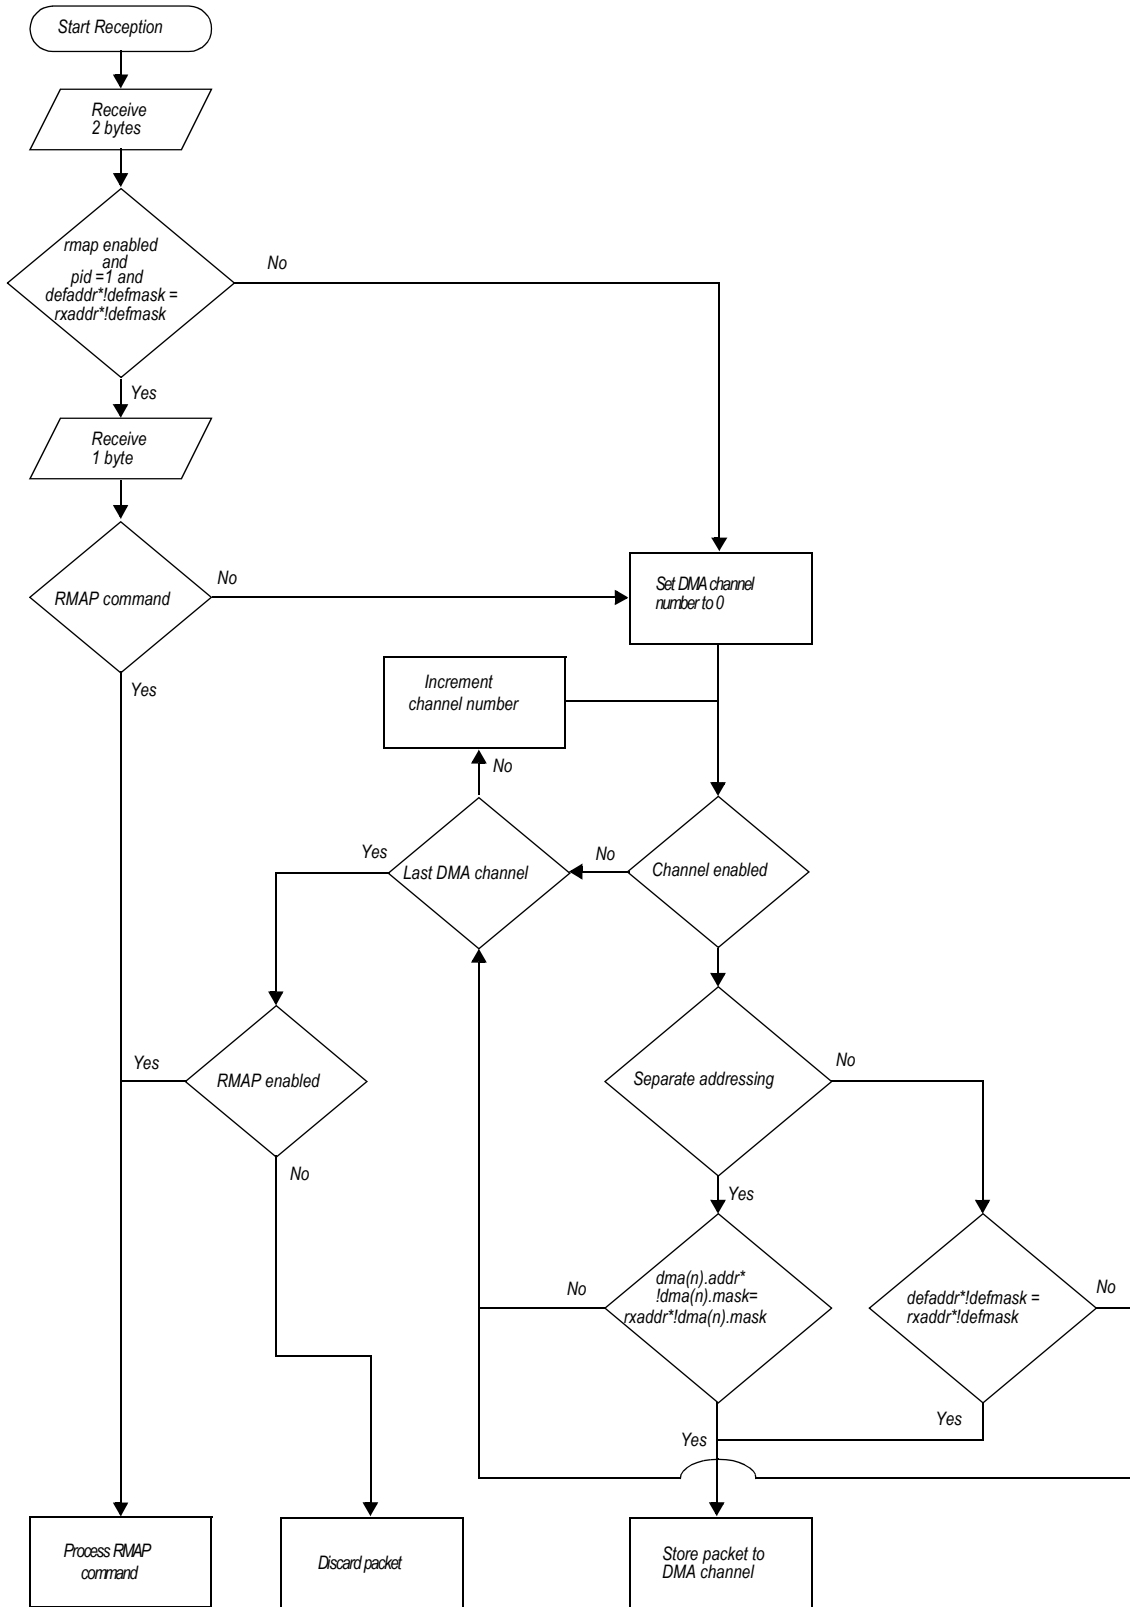 Start Reception
Receive
2 bytes
rmap enabled
and
pid =1 and
defaddr*!defmask =
rxaddr*!defmask
No
Yes
Receive
1 byte
RMAP command
No
Yes
Set DMA channel
number to 0
Increment
channel number
No
Last DMA channel
Yes
No
Channel enabled
RMAP enabled
Yes
No
Separate addressing
No
Yes
dma(n).addr*
!dma(n).mask=
rxaddr*!dma(n).mask
No
Yes
defaddr*!defmask =
rxaddr*!defmask
No
Yes
Process RMAP
command
Discard packet
Store packet to
DMA channel